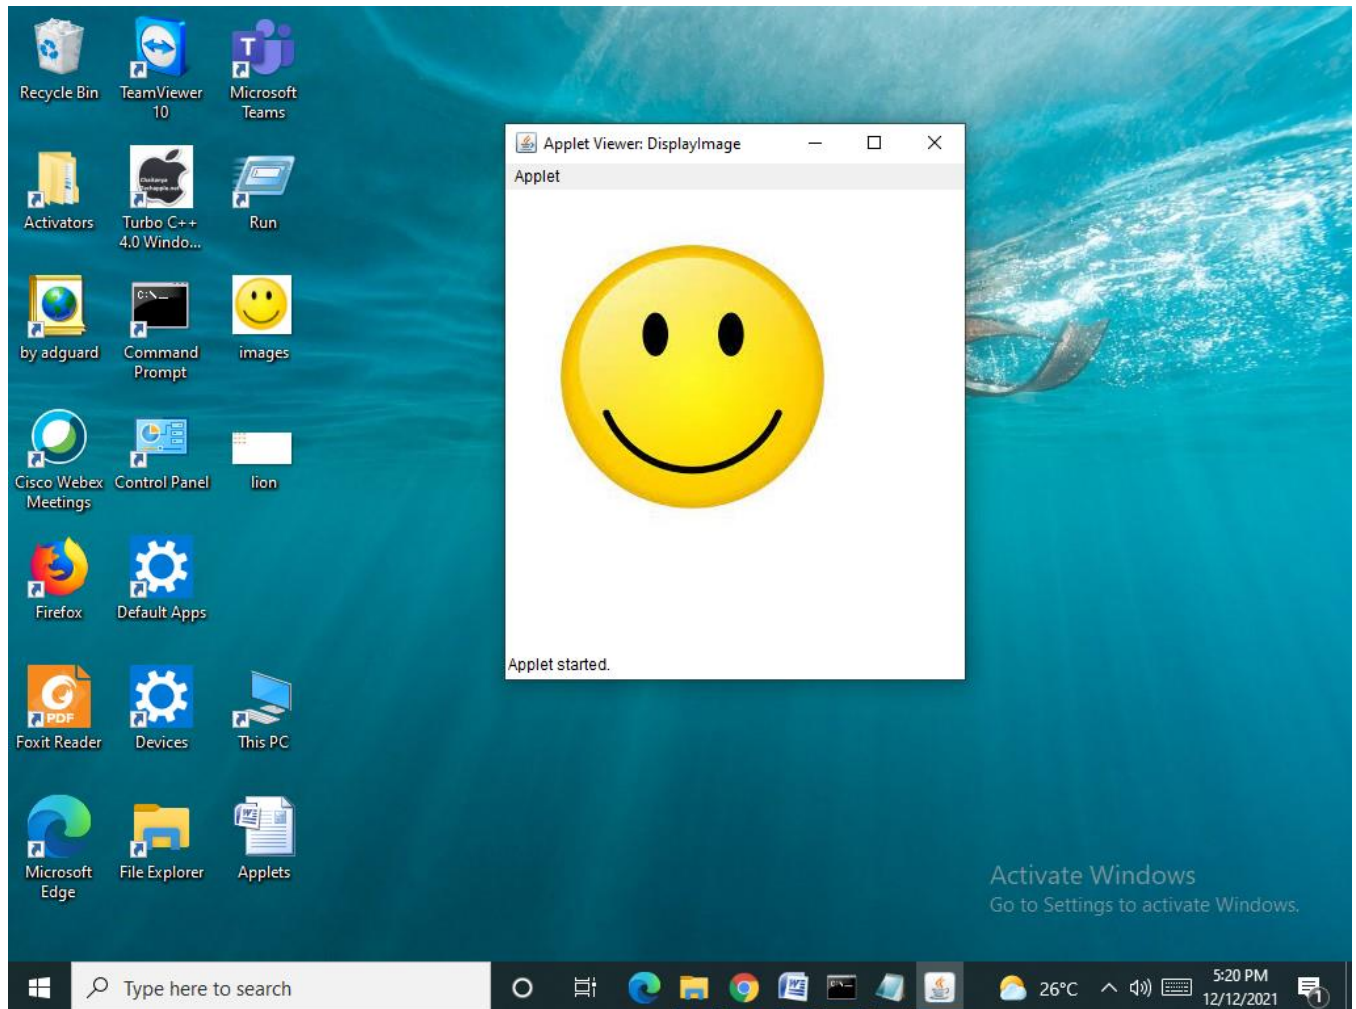 Recycle Bin
TeamViewer
10
Microsoft
Teams
Activators
Turbo C++
4.0 Windo...
Run
by adguard
Command
Prompt
images
Cisco Webex
Meetings
Control Panel
lion
Firefox
Default Apps
Foxit Reader
PDF
Devices
This PC
Microsoft
Edge
File Explorer
Applets
Applet Viewer: DisplayImage
Applet
Applet started.
Activate Windows
Go to Settings to activate Windows.
Type here to search
26°C
5:20 PM
12/12/2021
1